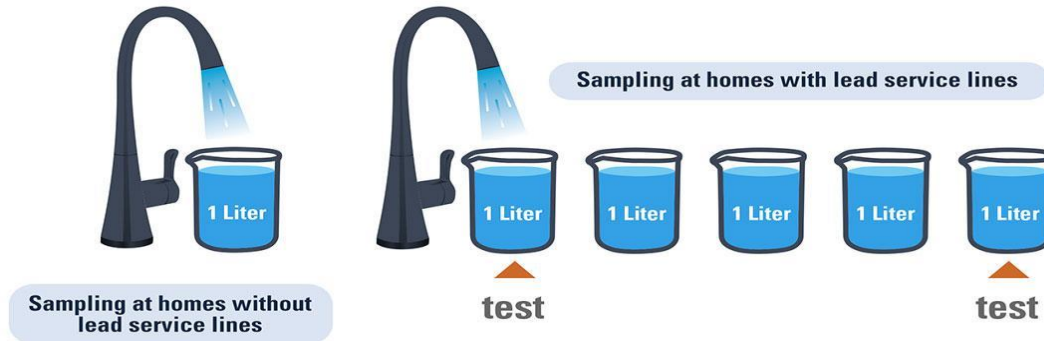 Sampling at homes with lead service lines
1 Liter
1 Liter
1 Liter
1 Liter
1 Liter
1 Liter
Sampling at homes without
lead service lines
test
test